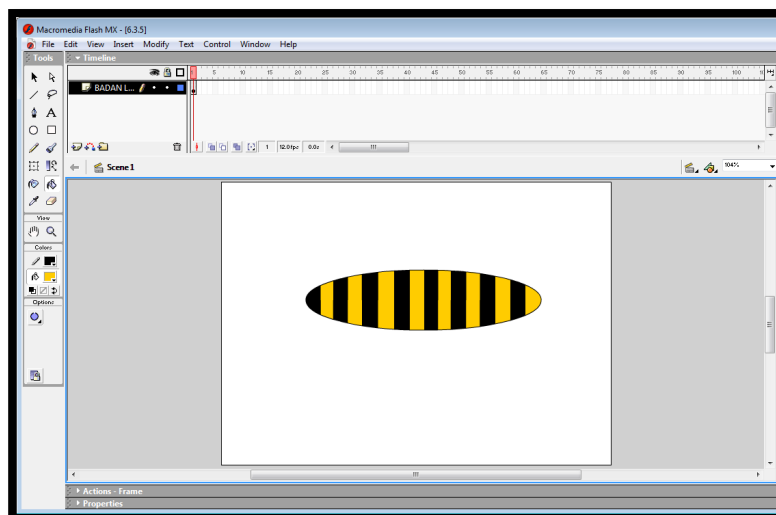 Macromedia Flash MX - [6.3.5]
File Edit View Insert Modify Text Control Window Help
Tools
Timeline
5 10 15 20 25 30 35 40 45 50 55 60 65 70 75 80 85 90 95 100
BADAN L...
A
1 12.0 fps 0.0s
Scene 1
104%
View
Colors
Options
Actions - Frame
Properties